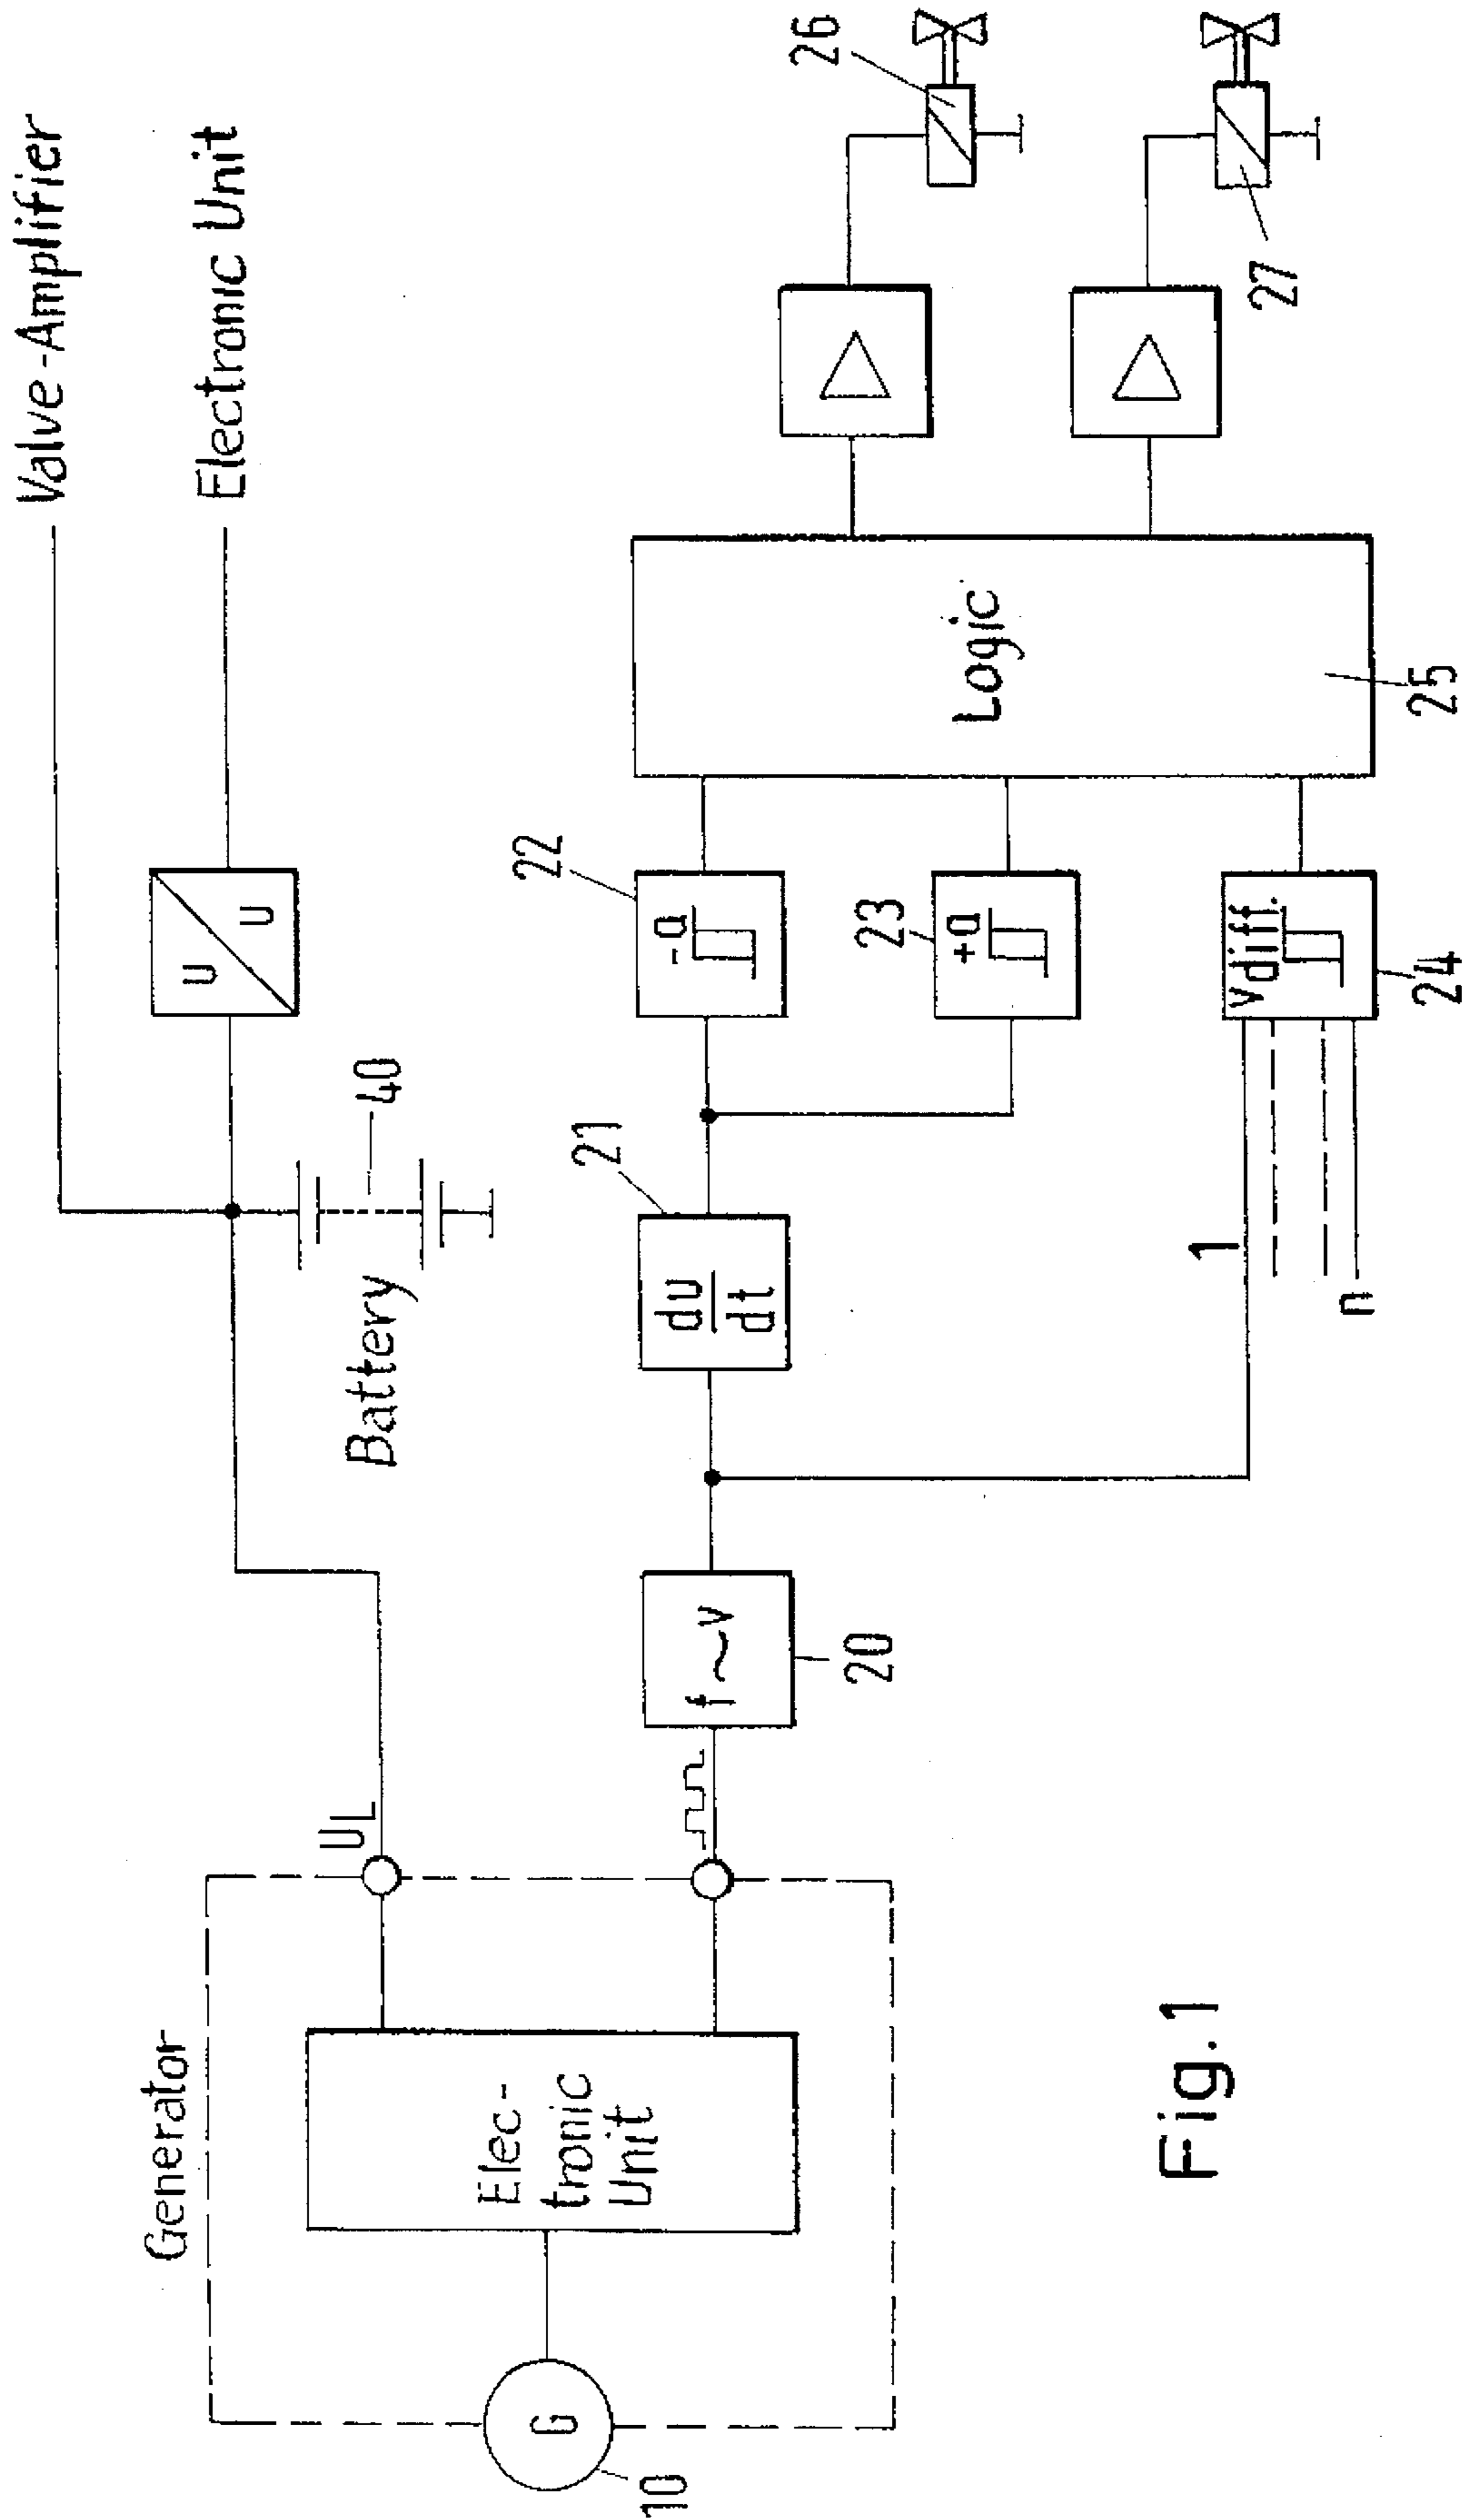 Valve-Amplifier
Electronic Unit
U
U
40
Battery
UL
Generator
Elec-
tronic
Unit
G
10
f ~ v
20
du
dt
21
-a
22
+a
23
v diff.
24
1
n
Logic
25
26
27
Fig. 1